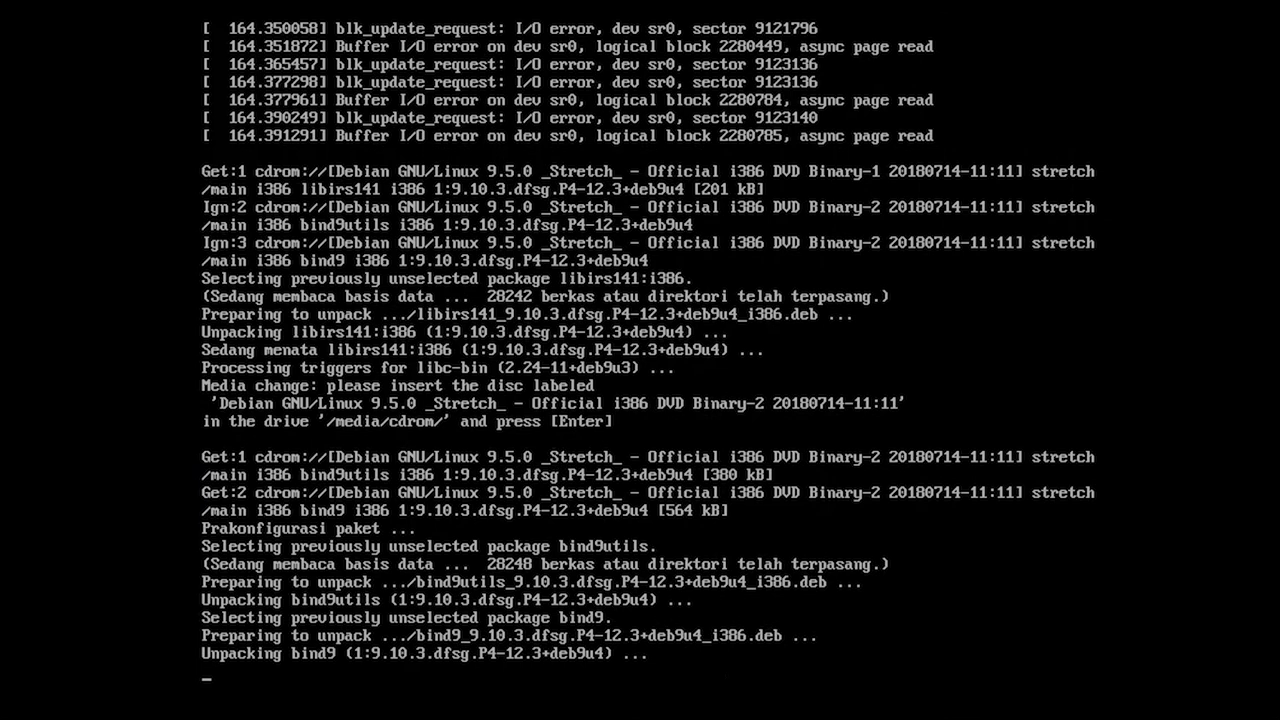 [  164.350058] blk_update_request: I/O error, dev sr0, sector 9121796
[  164.351872] Buffer I/O error on dev sr0, logical block 2280449, async page read
[  164.365457] blk_update_request: I/O error, dev sr0, sector 9123136
[  164.377298] blk_update_request: I/O error, dev sr0, sector 9123136
[  164.377961] Buffer I/O error on dev sr0, logical block 2280784, async page read
[  164.390249] blk_update_request: I/O error, dev sr0, sector 9123140
[  164.391291] Buffer I/O error on dev sr0, logical block 2280785, async page read
Get:1 cdrom://[Debian GNU/Linux 9.5.0 _Stretch_ - Official i386 DVD Binary-1 20180714-11:11] stretch
/main i386 libirs141 i386 1:9.10.3.dfsg.P4-12.3+deb9u4 [201 kB]
Ign:2 cdrom://[Debian GNU/Linux 9.5.0 _Stretch_ - Official i386 DVD Binary-2 20180714-11:11] stretch
/main i386 bind9utils i386 1:9.10.3.dfsg.P4-12.3+deb9u4
Ign:3 cdrom://[Debian GNU/Linux 9.5.0 _Stretch_ - Official i386 DVD Binary-2 20180714-11:11] stretch
/main i386 bind9 i386 1:9.10.3.dfsg.P4-12.3+deb9u4
Selecting previously unselected package libirs141:i386.
(Sedang membaca basis data ...  28242 berkas atau direktori telah terpasang.)
Preparing to unpack .../libirs141_9.10.3.dfsg.P4-12.3+deb9u4_i386.deb ...
Unpacking libirs141:i386 (1:9.10.3.dfsg.P4-12.3+deb9u4) ...
Sedang menata libirs141:i386 (1:9.10.3.dfsg.P4-12.3+deb9u4) ...
Processing triggers for libc-bin (2.24-11+deb9u3) ...
Media change: please insert the disc labeled
 'Debian GNU/Linux 9.5.0 _Stretch_ - Official i386 DVD Binary-2 20180714-11:11'
in the drive '/media/cdrom/' and press [Enter]
Get:1 cdrom://[Debian GNU/Linux 9.5.0 _Stretch_ - Official i386 DVD Binary-2 20180714-11:11] stretch
/main i386 bind9utils i386 1:9.10.3.dfsg.P4-12.3+deb9u4 [380 kB]
Get:2 cdrom://[Debian GNU/Linux 9.5.0 _Stretch_ - Official i386 DVD Binary-2 20180714-11:11] stretch
/main i386 bind9 i386 1:9.10.3.dfsg.P4-12.3+deb9u4 [564 kB]
Prakonfigurasi paket ...
Selecting previously unselected package bind9utils.
(Sedang membaca basis data ...  28248 berkas atau direktori telah terpasang.)
Preparing to unpack .../bind9utils_9.10.3.dfsg.P4-12.3+deb9u4_i386.deb ...
Unpacking bind9utils (1:9.10.3.dfsg.P4-12.3+deb9u4) ...
Selecting previously unselected package bind9.
Preparing to unpack .../bind9_9.10.3.dfsg.P4-12.3+deb9u4_i386.deb ...
Unpacking bind9 (1:9.10.3.dfsg.P4-12.3+deb9u4) ...
_